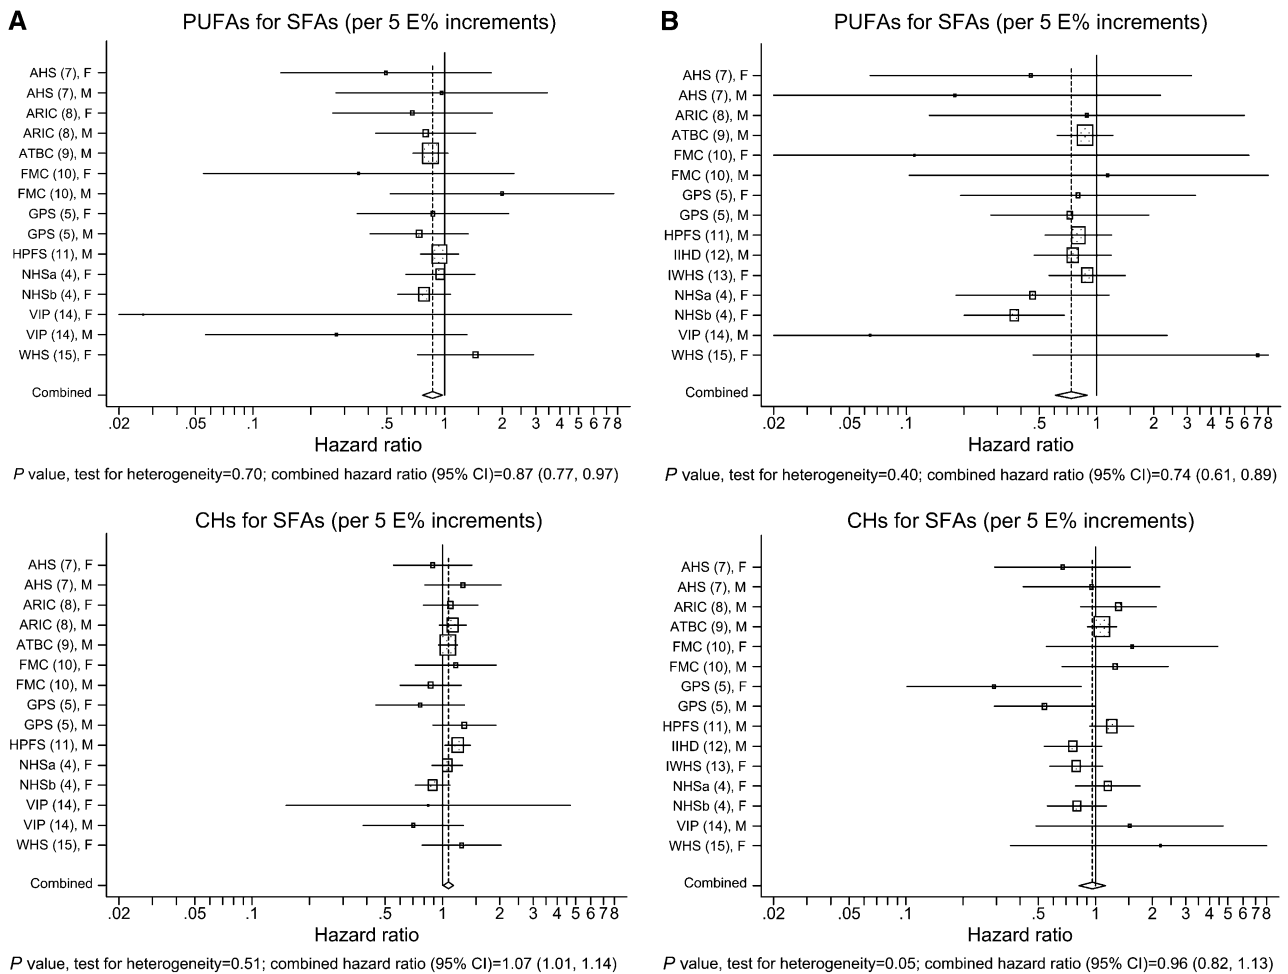 A
PUFAs for SFAs (per 5 E% increments)
AHS (7), F
AHS (7), M
ARIC (8), F
ARIC (8), M
ATBC (9), M
FMC (10), F
FMC (10), M
GPS (5), F
GPS (5), M
HPFS (11), M
NHSa (4), F
NHSb (4), F
VIP (14), F
VIP (14), M
WHS (15), F
Combined
.02 .05 .1 .5 1 2 3 4 5 6 7 8
Hazard ratio
P value, test for heterogeneity=0.70; combined hazard ratio (95% CI)=0.87 (0.77, 0.97)
B
PUFAs for SFAs (per 5 E% increments)
AHS (7), F
AHS (7), M
ARIC (8), M
ATBC (9), M
FMC (10), F
FMC (10), M
GPS (5), F
GPS (5), M
HPFS (11), M
IIHD (12), M
IWHS (13), F
NHSa (4), F
NHSb (4), F
VIP (14), M
WHS (15), F
Combined
.02 .05 .1 .5 1 2 3 4 5 6 7 8
Hazard ratio
P value, test for heterogeneity=0.40; combined hazard ratio (95% CI)=0.74 (0.61, 0.89)
CHs for SFAs (per 5 E% increments)
AHS (7), F
AHS (7), M
ARIC (8), F
ARIC (8), M
ATBC (9), M
FMC (10), F
FMC (10), M
GPS (5), F
GPS (5), M
HPFS (11), M
NHSa (4), F
NHSb (4), F
VIP (14), F
VIP (14), M
WHS (15), F
Combined
.02 .05 .1 .5 1 2 3 4 5 6 7 8
Hazard ratio
P value, test for heterogeneity=0.51; combined hazard ratio (95% CI)=1.07 (1.01, 1.14)
CHs for SFAs (per 5 E% increments)
AHS (7), F
AHS (7), M
ARIC (8), M
ATBC (9), M
FMC (10), F
FMC (10), M
GPS (5), F
GPS (5), M
HPFS (11), M
IIHD (12), M
IWHS (13), F
NHSa (4), F
NHSb (4), F
VIP (14), M
WHS (15), F
Combined
.02 .05 .1 .5 1 2 3 4 5 6 7 8
Hazard ratio
P value, test for heterogeneity=0.05; combined hazard ratio (95% CI)=0.96 (0.82, 1.13)